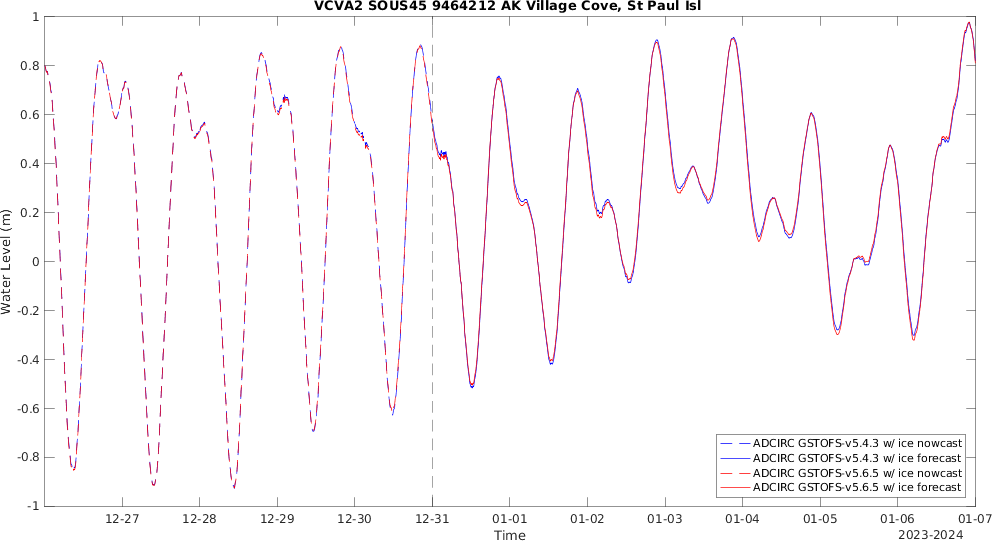 VCVA2 SOUS45 9464212 AK Village Cove, St Paul Isl
Water Level (m)
1
0.8
0.6
0.4
0.2
0
-0.2
-0.4
-0.6
-0.8
-1
ADCIRC GSTOFS-v5.4.3 w/ ice nowcast
ADCIRC GSTOFS-v5.4.3 w/ ice forecast
ADCIRC GSTOFS-v5.6.5 w/ ice nowcast
ADCIRC GSTOFS-v5.6.5 w/ ice forecast
12-27 12-28 12-29 12-30 12-31 01-01 01-02 01-03 01-04 01-05 01-06 01-07
Time
2023-2024